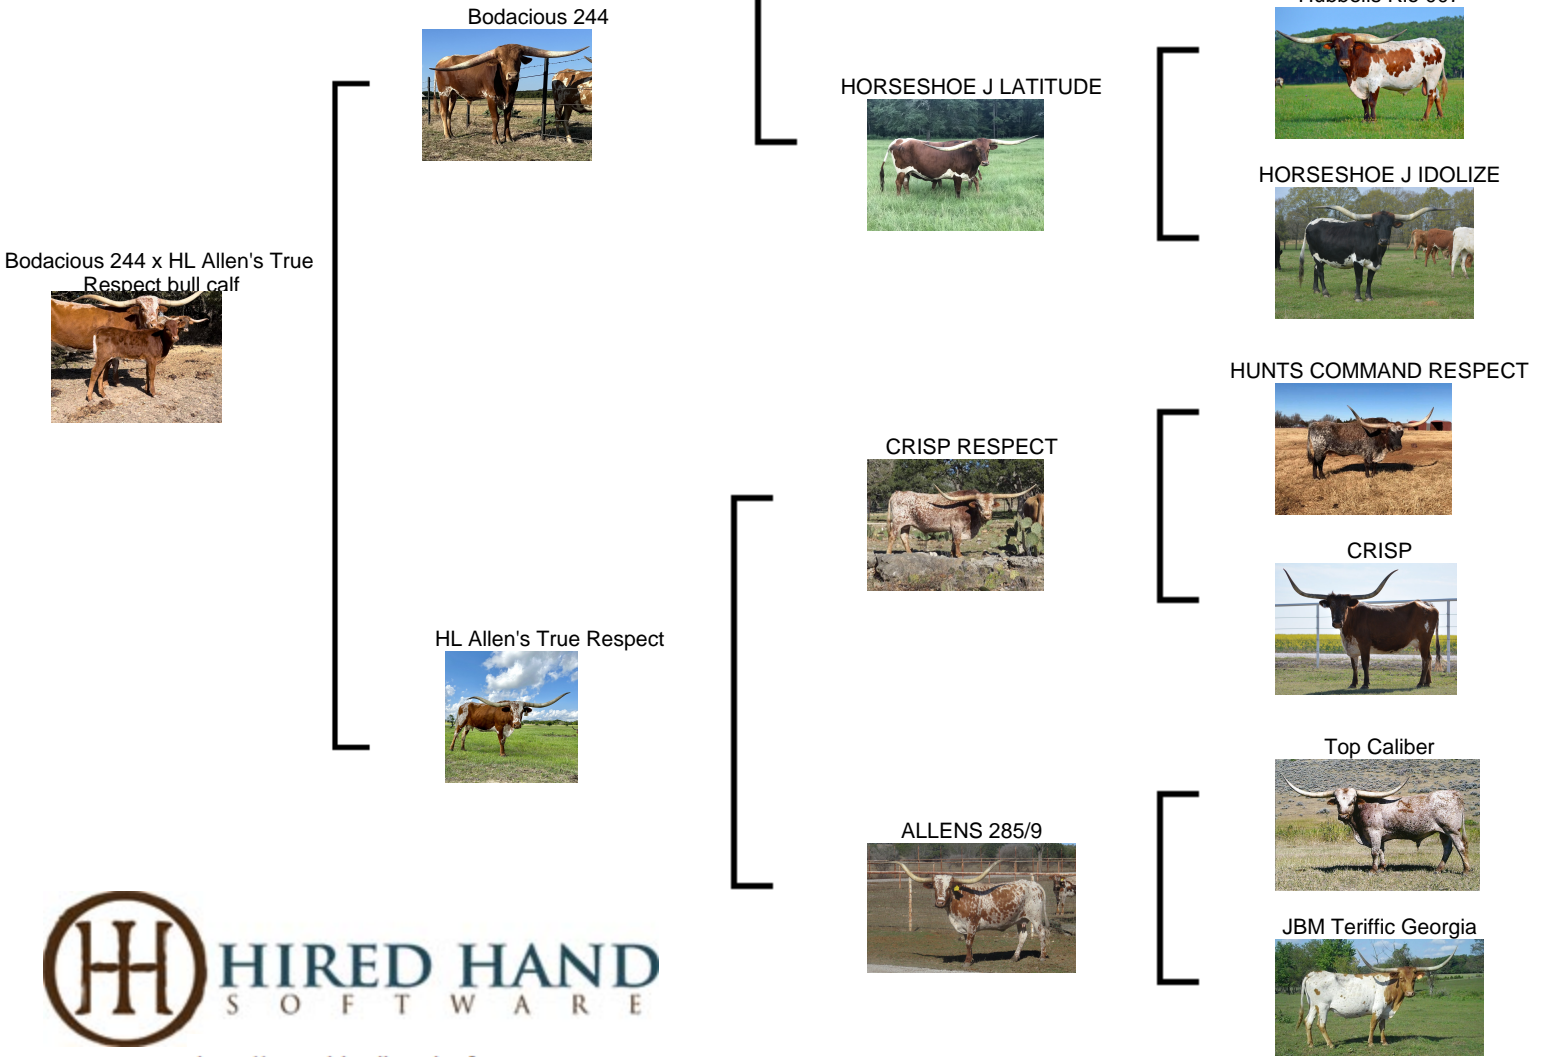 Bodacious 244
HORSESHOE J LATITUDE
HORSESHOE J IDOLIZE
Bodacious 244 x HL Allen's True
Respect bull calf
HUNTS COMMAND RESPECT
CRISP RESPECT
CRISP
HL Allen's True Respect
Top Caliber
ALLENS 285/9
JBM Teriffic Georgia
HIRED HAND
SOFTWARE